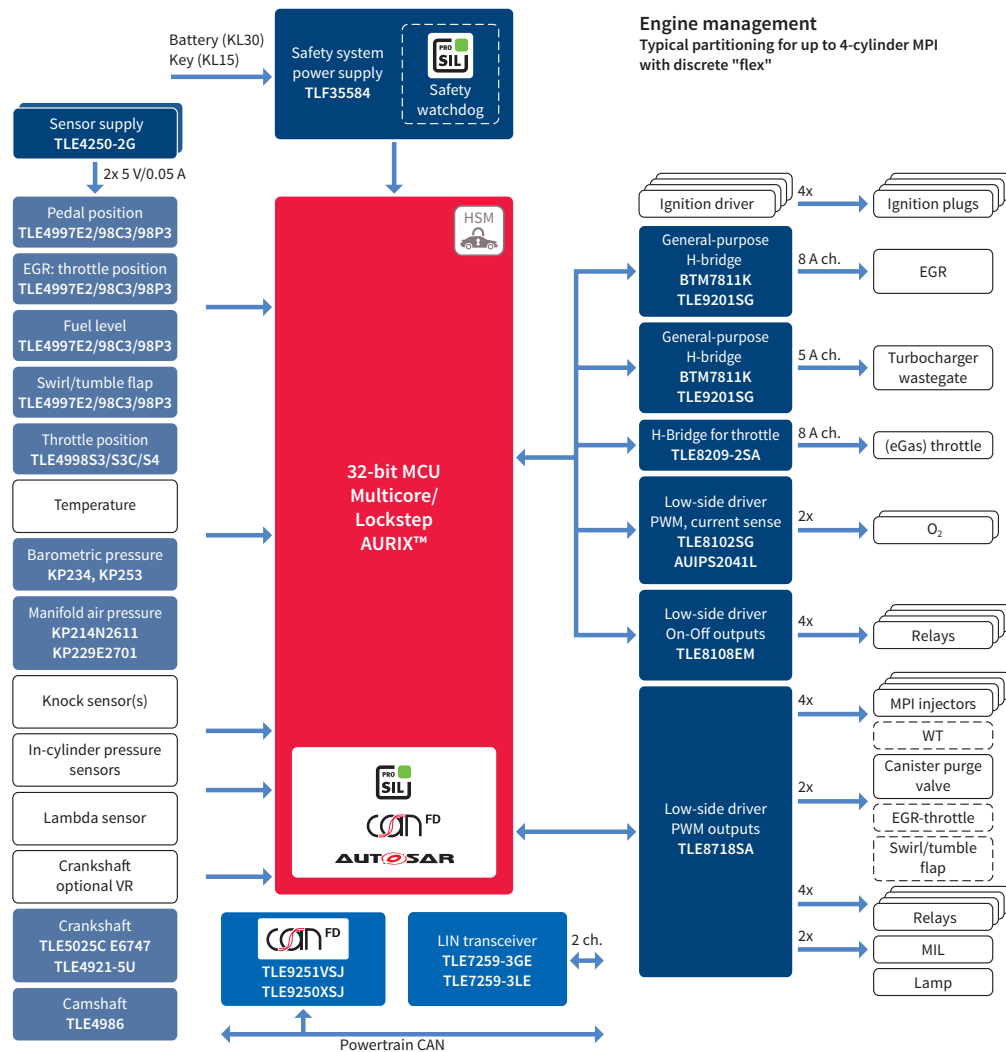 Engine management
Typical partitioning for up to 4-cylinder MPI
with discrete "flex"
Battery (KL30)
Key (KL15)
Safety system
power supply
TLF35584
PRO
SIL
Safety
watchdog
Sensor supply
TLE4250-2G
2x 5 V/0.05 A
Pedal position
TLE4997E2/98C3/98P3
EGR: throttle position
TLE4997E2/98C3/98P3
Fuel level
TLE4997E2/98C3/98P3
Swirl/tumble flap
TLE4997E2/98C3/98P3
Throttle position
TLE4998S3/S3C/S4
Temperature
Barometric pressure
KP234, KP253
Manifold air pressure
KP214N2611
KP229E2701
Knock sensor(s)
In-cylinder pressure
sensors
Lambda sensor
Crankshaft
optional VR
Crankshaft
TLE5025C E6747
TLE4921-5U
Camshaft
TLE4986
HSM
32-bit MCU
Multicore/
Lockstep
AURIX™
PRO
SIL
CAN FD
AUTOSAR
CAN FD
TLE9251VSJ
TLE9250XSJ
LIN transceiver
TLE7259-3GE
TLE7259-3LE
2 ch.
Powertrain CAN
Ignition driver
4x
Ignition plugs
General-purpose
H-bridge
BTM7811K
TLE9201SG
8 A ch.
EGR
General-purpose
H-bridge
BTM7811K
TLE9201SG
5 A ch.
Turbocharger
wastegate
H-Bridge for throttle
TLE8209-2SA
8 A ch.
(eGas) throttle
Low-side driver
PWM, current sense
TLE8102SG
AUIPS2041L
2x
O₂
Low-side driver
On-Off outputs
TLE8108EM
4x
Relays
Low-side driver
PWM outputs
TLE8718SA
4x
MPI injectors
WT
2x
Canister purge
valve
EGR-throttle
Swirl/tumble
flap
4x
Relays
2x
MIL
Lamp